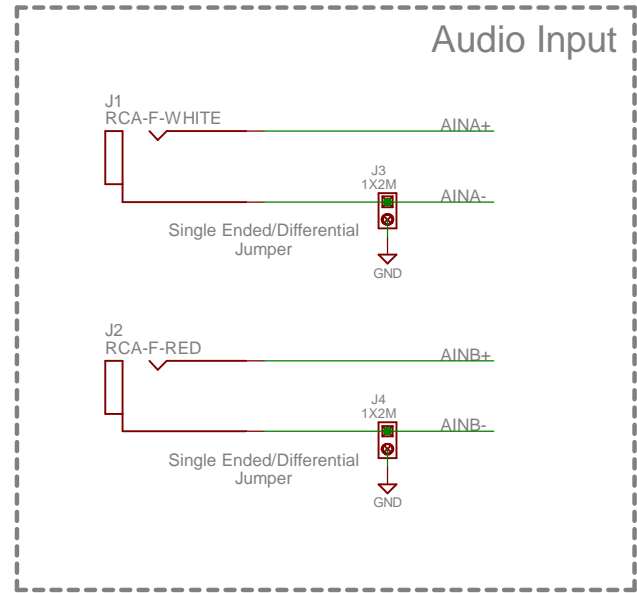 Audio Input
J1
RCA-F-WHITE
AINA+
J3
1X2M
AINA-
Single Ended/Differential
Jumper
GND
J2
RCA-F-RED
AINB+
J4
1X2M
AINB-
Single Ended/Differential
Jumper
GND